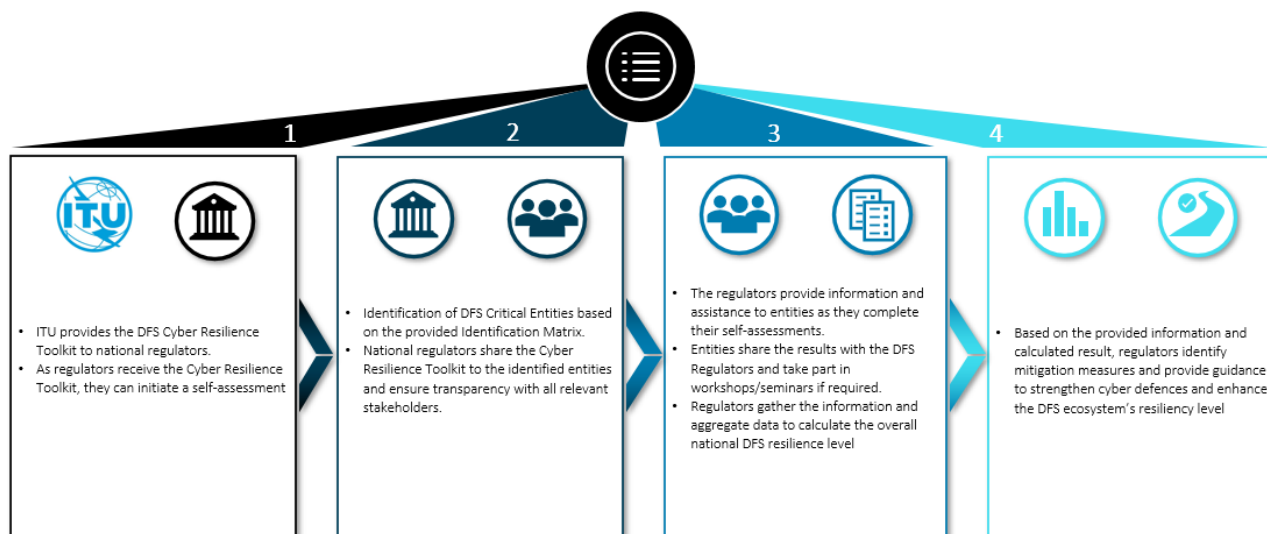 1
2
3
4
ITU
• ITU provides the DFS Cyber Resilience
Toolkit to national regulators.
• As regulators receive the Cyber Resilience
Toolkit, they can initiate a self-assessment
• Identification of DFS Critical Entities based
on the provided Identification Matrix.
• National regulators share the Cyber
Resilience Toolkit to the identified entities
and ensure transparency with all relevant
stakeholders.
• The regulators provide information and
assistance to entities as they complete
their self-assessments.
• Entities share the results with the DFS
Regulators and take part in
workshops/seminars if required.
• Regulators gather the information and
aggregate data to calculate the overall
national DFS resilience level
• Based on the provided information and
calculated result, regulators identify
mitigation measures and provide guidance
to strengthen cyber defences and enhance
the DFS ecosystem's resiliency level